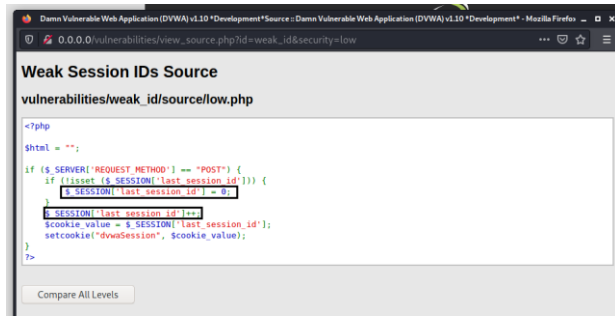 Damn Vulnerable Web Application (DVWA) v1.10 *Development*Source :: Damn Vulnerable Web Application (DVWA) v1.10 *Development* - Mozilla Firefox
0.0.0.0/vulnerabilities/view_source.php?id=weak_id&security=low
Weak Session IDs Source
vulnerabilities/weak_id/source/low.php
<?php
$html = "";
if ($_SERVER['REQUEST_METHOD'] == "POST") {
if (!isset ($_SESSION['last_session_id'])) {
$_SESSION['last_session_id'] = 0;
}
$_SESSION['last_session_id']++;
$cookie_value = $_SESSION['last_session_id'];
setcookie("dvwaSession", $cookie_value);
}
?>
Compare All Levels